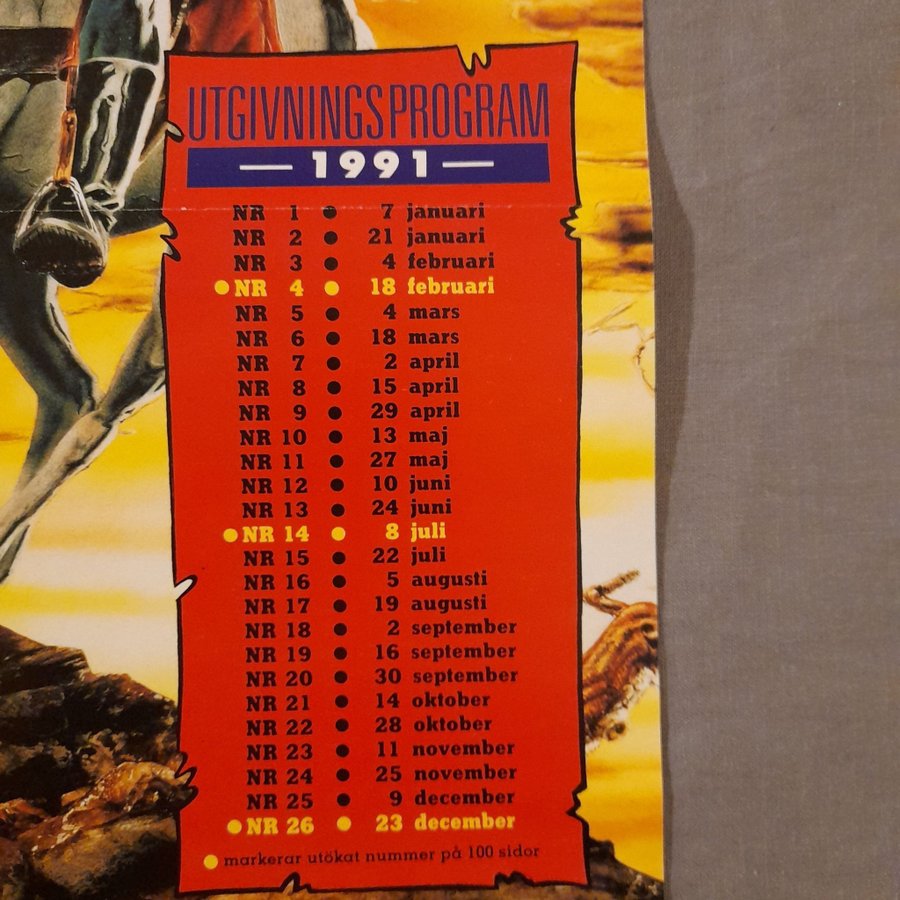 UTGIVNINGSPROGRAM
— 1991 —
NR 1 ● 7 januari
NR 2 ● 21 januari
NR 3 ● 4 februari
● NR 4 ● 18 februari
NR 5 ● 4 mars
NR 6 ● 18 mars
NR 7 ● 2 april
NR 8 ● 15 april
NR 9 ● 29 april
NR 10 ● 13 maj
NR 11 ● 27 maj
NR 12 ● 10 juni
NR 13 ● 24 juni
● NR 14 ● 8 juli
NR 15 ● 22 juli
NR 16 ● 5 augusti
NR 17 ● 19 augusti
NR 18 ● 2 september
NR 19 ● 16 september
NR 20 ● 30 september
NR 21 ● 14 oktober
NR 22 ● 28 oktober
NR 23 ● 11 november
NR 24 ● 25 november
NR 25 ● 9 december
● NR 26 ● 23 december
● markerar utökat nummer på 100 sidor